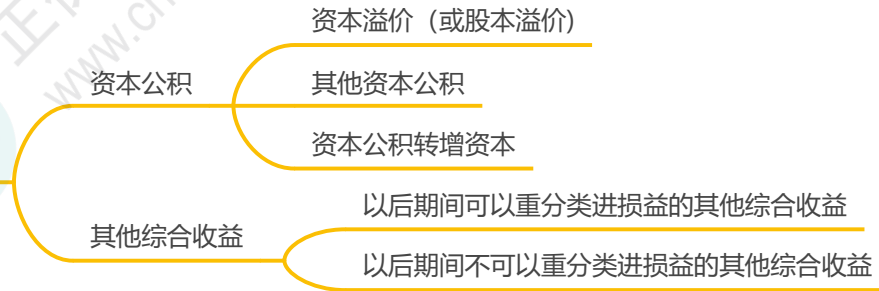 资本溢价（或股本溢价）
资本公积
其他资本公积
资本公积转增资本
以后期间可以重分类进损益的其他综合收益
其他综合收益
以后期间不可以重分类进损益的其他综合收益